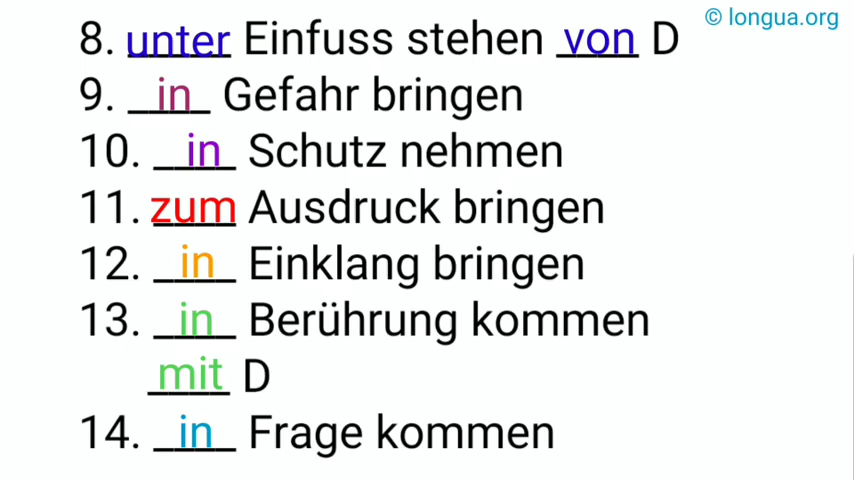 © longua.org
8. unter Einfuss stehen von D
9. in Gefahr bringen
10. in Schutz nehmen
11. zum Ausdruck bringen
12. in Einklang bringen
13. in Berührung kommen
mit D
14. in Frage kommen